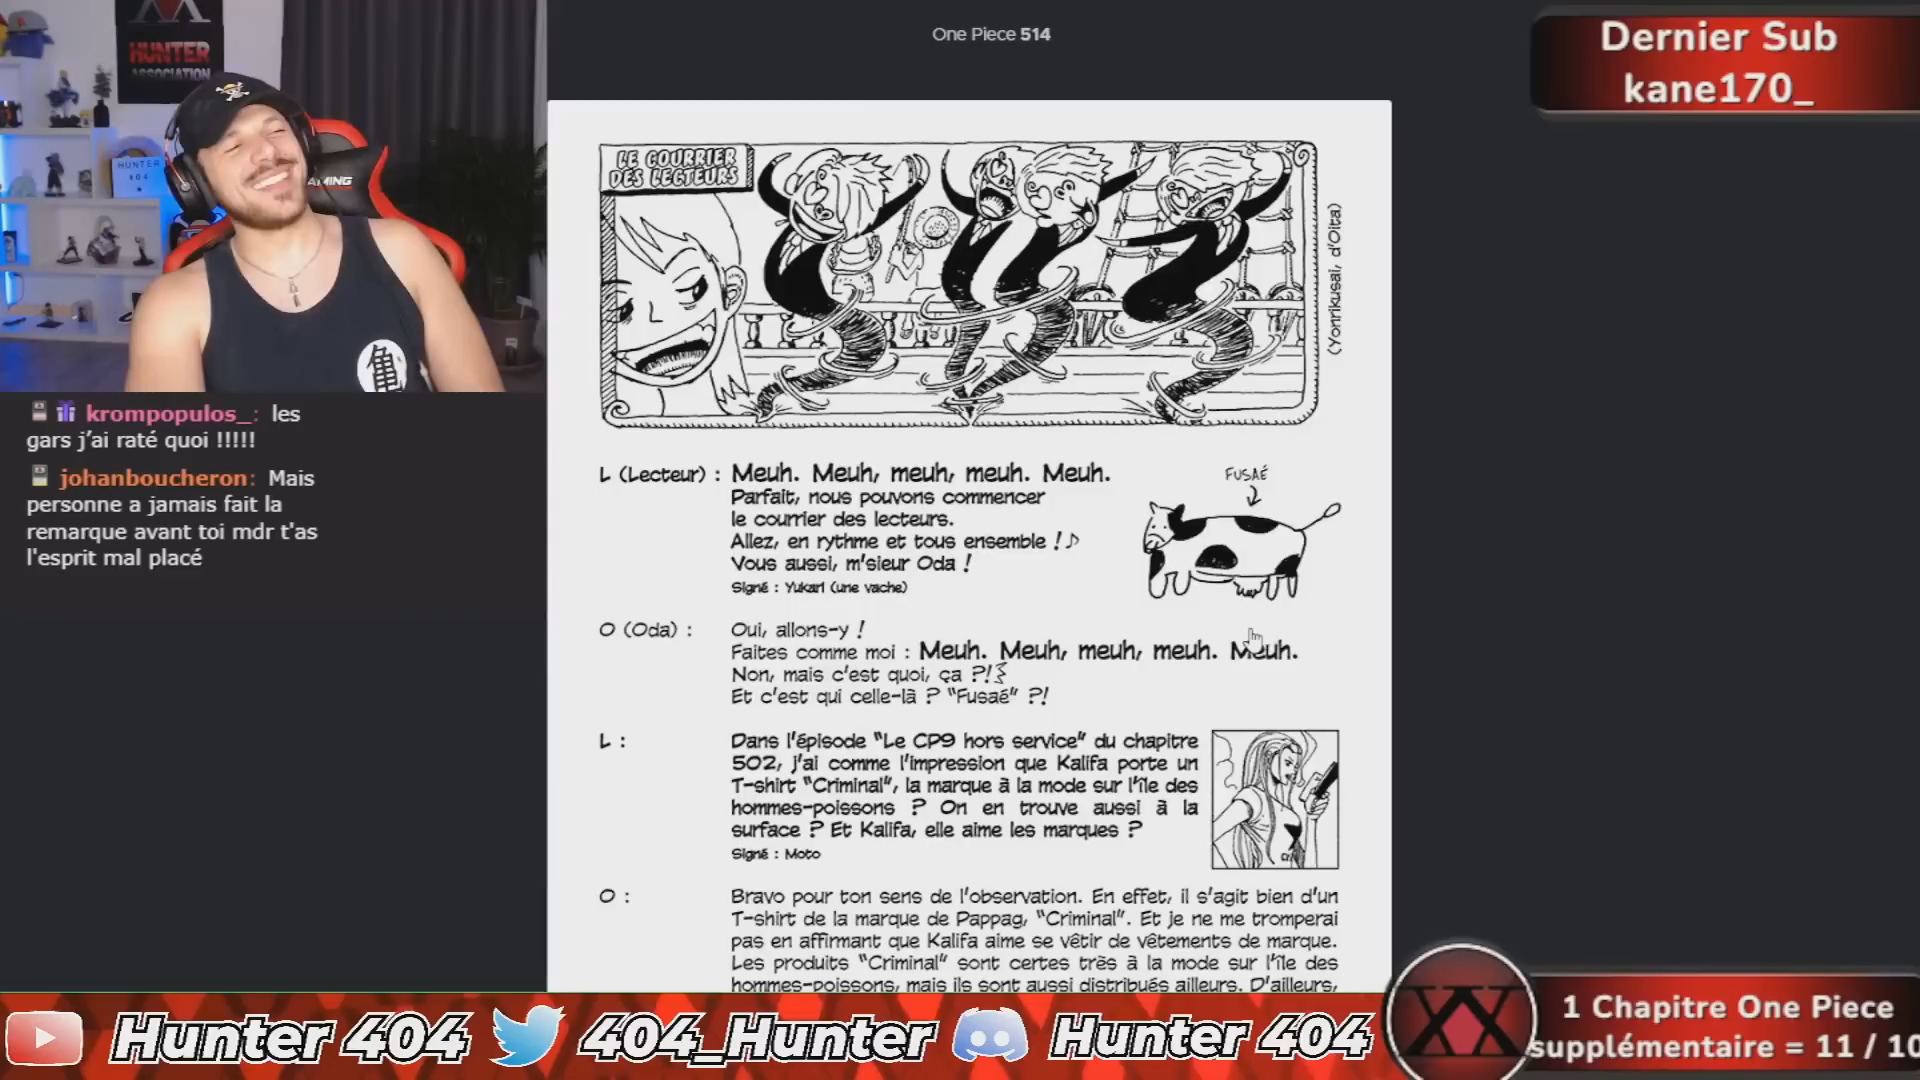 HUNTER
ASSOCIATION
HUNTER
404
AMING
One Piece 514
Dernier Sub
kane170_
LE COURRIER
DES LECTEURS
(Yonrikusai, d'Oita)
krompopulos_: les
gars j'ai raté quoi !!!!!
johanboucheron: Mais
personne a jamais fait la
remarque avant toi mdr t'as
l'esprit mal placé
L (Lecteur) : Meuh. Meuh, meuh, meuh. Meuh.
Parfait, nous pouvons commencer
le courrier des lecteurs.
Allez, en rythme et tous ensemble !♪
Vous aussi, m'sieur Oda !
Signé : Yukari (une vache)
FUSAÉ
O (Oda) : Oui, allons-y !
Faites comme moi : Meuh. Meuh, meuh, meuh. Meuh.
Non, mais c'est quoi, ça ?!
Et c'est qui celle-là ? "Fusaé" ?!
L : Dans l'épisode "Le CP9 hors service" du chapitre
502, j'ai comme l'impression que Kalifa porte un
T-shirt "Criminal", la marque à la mode sur l'île des
hommes-poissons ? On en trouve aussi à la
surface ? Et Kalifa, elle aime les marques ?
Signé : Moto
O : Bravo pour ton sens de l'observation. En effet, il s'agit bien d'un
T-shirt de la marque de Pappag, "Criminal". Et je ne me tromperai
pas en affirmant que Kalifa aime se vêtir de vêtements de marque.
Les produits "Criminal" sont certes très à la mode sur l'île des
hommes-poissons, mais ils sont aussi distribués ailleurs. D'ailleurs,
Hunter 404 404_Hunter Hunter 404
1 Chapitre One Piece
supplémentaire = 11 / 10